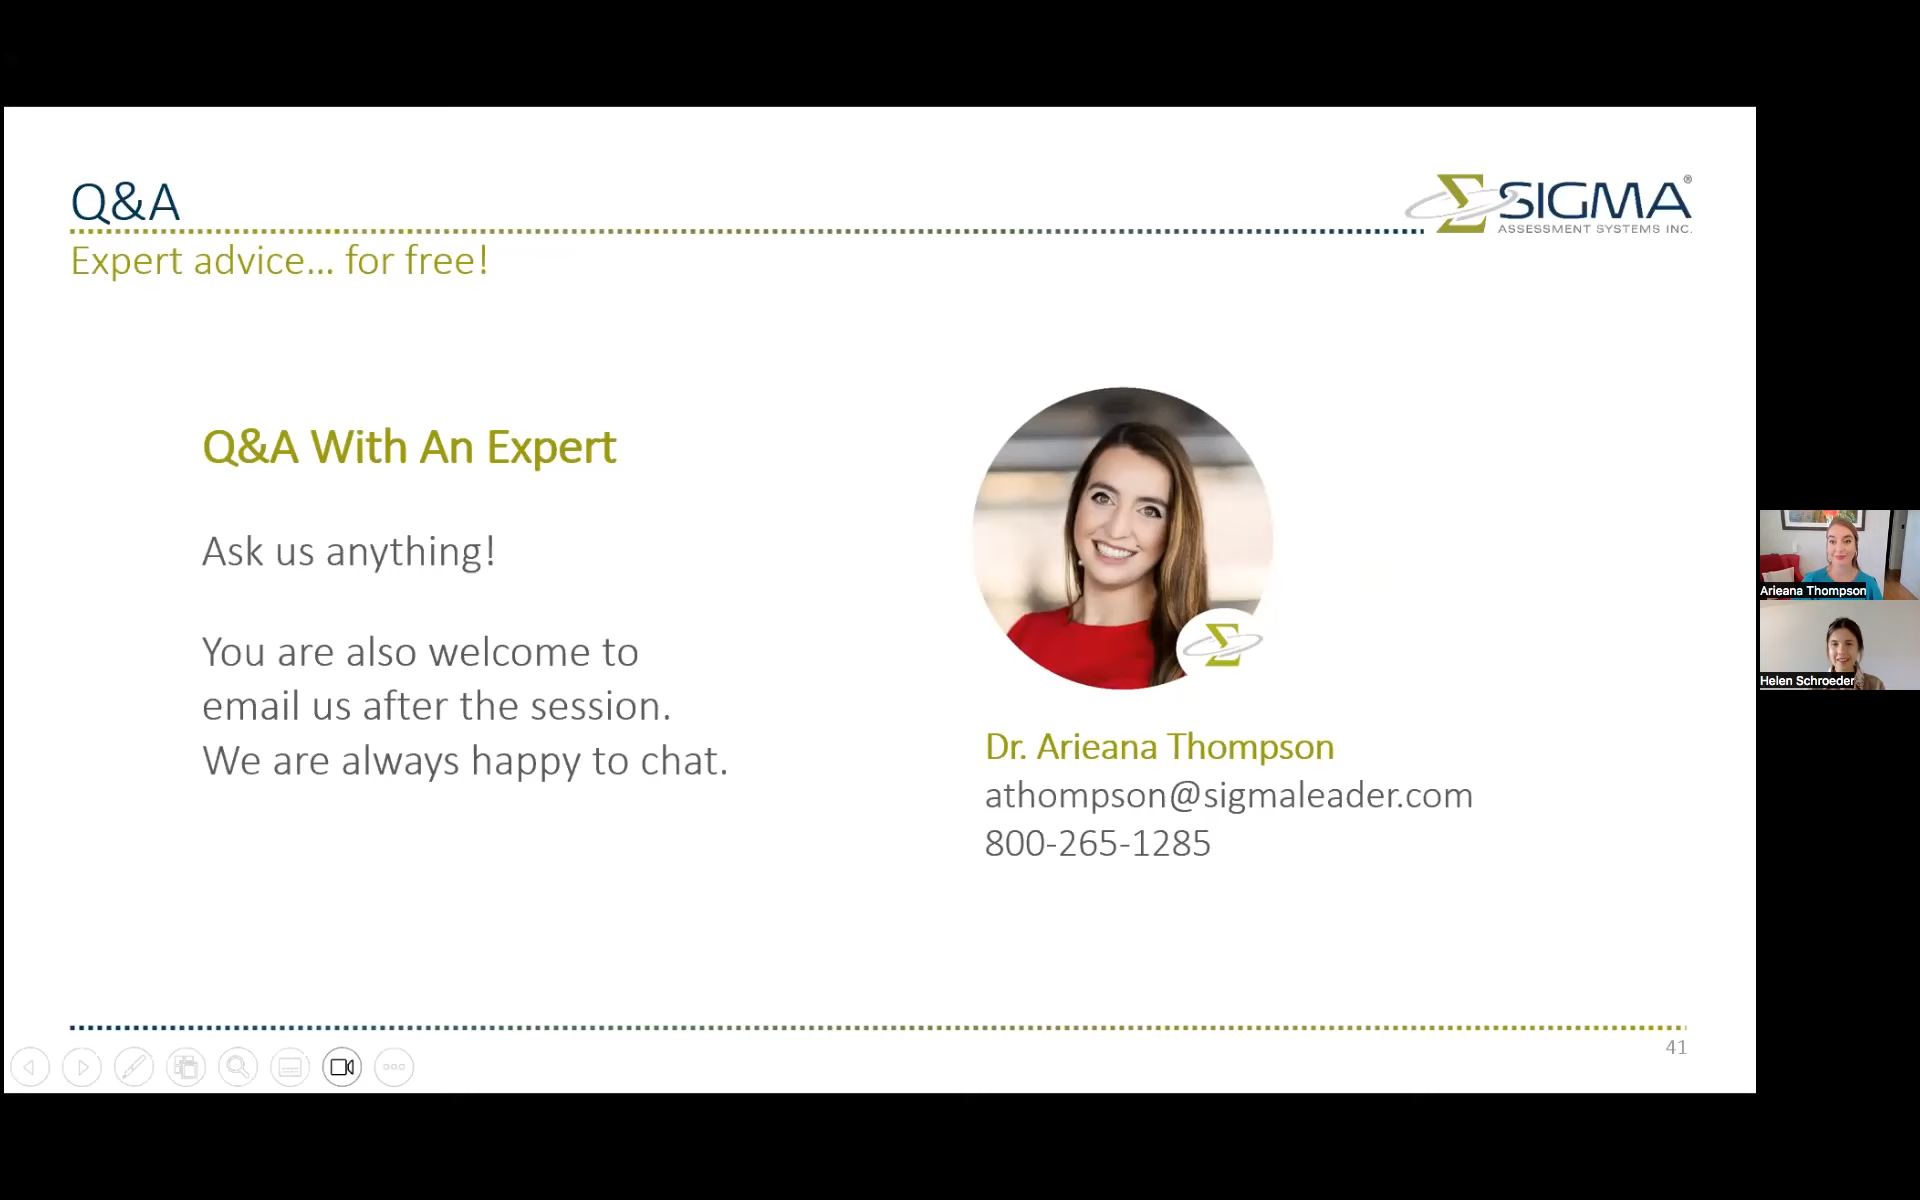 Q&A
SIGMA®
ASSESSMENT SYSTEMS INC.
Expert advice... for free!
Q&A With An Expert
Ask us anything!
You are also welcome to
email us after the session.
We are always happy to chat.
Dr. Arieana Thompson
athompson@sigmaleader.com
800-265-1285
Arieana Thompson
Helen Schroeder
41